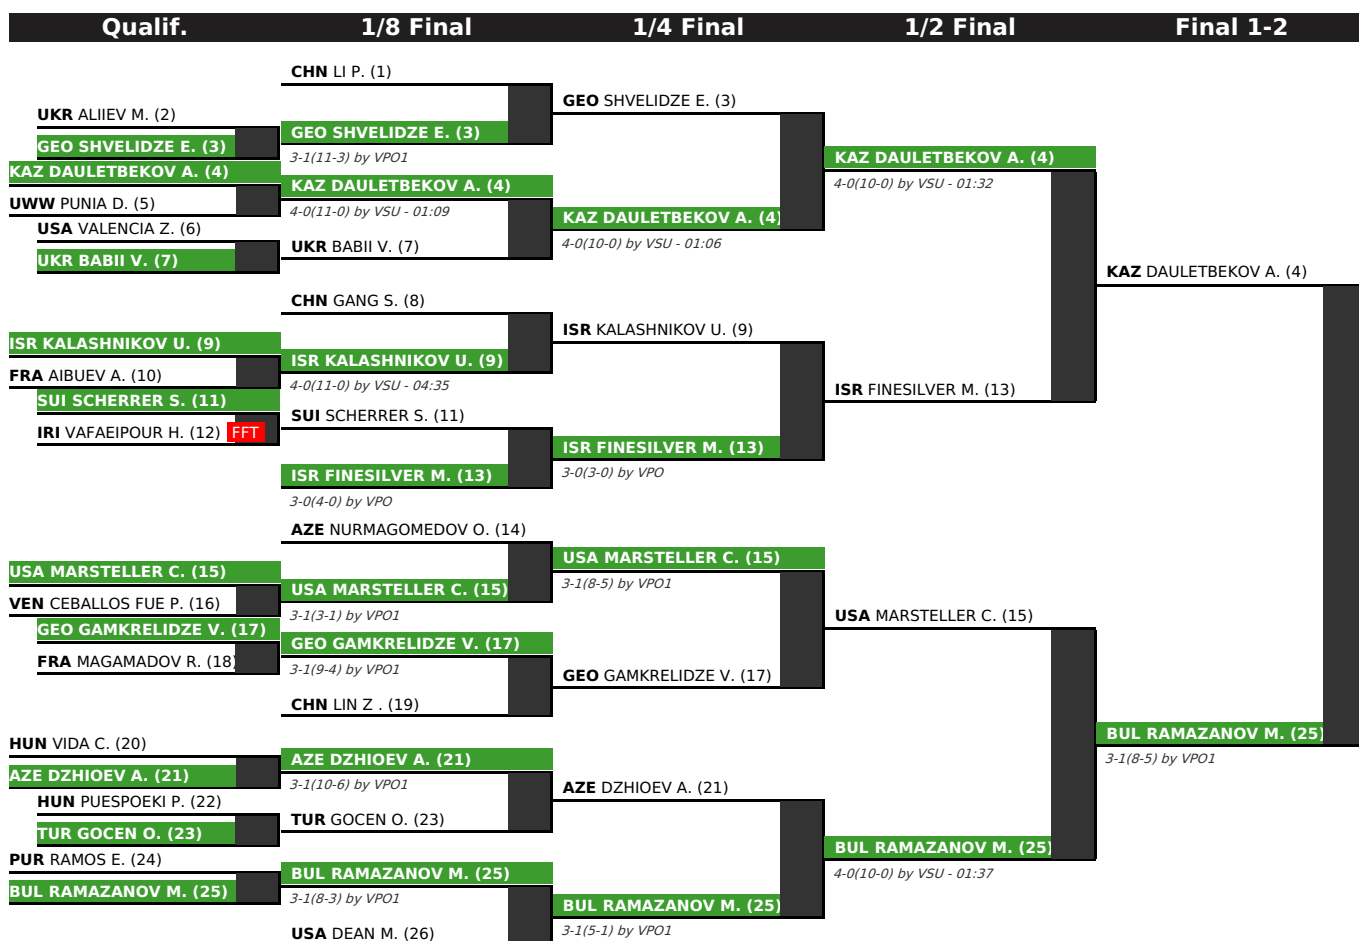 Qualif.
1/8 Final
1/4 Final
1/2 Final
Final 1-2
UKR ALIIEV M. (2)
GEO SHVELIDZE E. (3)
KAZ DAULETBEKOV A. (4)
UWW PUNIA D. (5)
USA VALENCIA Z. (6)
UKR BABII V. (7)
ISR KALASHNIKOV U. (9)
FRA AIBUEV A. (10)
SUI SCHERRER S. (11)
IRI VAFAEIPOUR H. (12) FFT
USA MARSTELLER C. (15)
VEN CEBALLOS FUE P. (16)
GEO GAMKRELIDZE V. (17)
FRA MAGAMADOV R. (18)
HUN VIDA C. (20)
AZE DZHIOEV A. (21)
HUN PUESPOEKI P. (22)
TUR GOCEN O. (23)
PUR RAMOS E. (24)
BUL RAMAZANOV M. (25)
CHN LI P. (1)
GEO SHVELIDZE E. (3)
3-1(11-3) by VPO1
KAZ DAULETBEKOV A. (4)
4-0(11-0) by VSU - 01:09
UKR BABII V. (7)
CHN GANG S. (8)
ISR KALASHNIKOV U. (9)
4-0(11-0) by VSU - 04:35
SUI SCHERRER S. (11)
ISR FINESILVER M. (13)
3-0(4-0) by VPO
AZE NURMAGOMEDOV O. (14)
USA MARSTELLER C. (15)
3-1(3-1) by VPO1
GEO GAMKRELIDZE V. (17)
3-1(9-4) by VPO1
CHN LIN Z . (19)
AZE DZHIOEV A. (21)
3-1(10-6) by VPO1
TUR GOCEN O. (23)
BUL RAMAZANOV M. (25)
3-1(8-3) by VPO1
USA DEAN M. (26)
GEO SHVELIDZE E. (3)
KAZ DAULETBEKOV A. (4)
4-0(10-0) by VSU - 01:06
ISR KALASHNIKOV U. (9)
ISR FINESILVER M. (13)
3-0(3-0) by VPO
USA MARSTELLER C. (15)
3-1(8-5) by VPO1
GEO GAMKRELIDZE V. (17)
AZE DZHIOEV A. (21)
BUL RAMAZANOV M. (25)
3-1(5-1) by VPO1
KAZ DAULETBEKOV A. (4)
4-0(10-0) by VSU - 01:32
ISR FINESILVER M. (13)
USA MARSTELLER C. (15)
BUL RAMAZANOV M. (25)
4-0(10-0) by VSU - 01:37
KAZ DAULETBEKOV A. (4)
BUL RAMAZANOV M. (25)
3-1(8-5) by VPO1